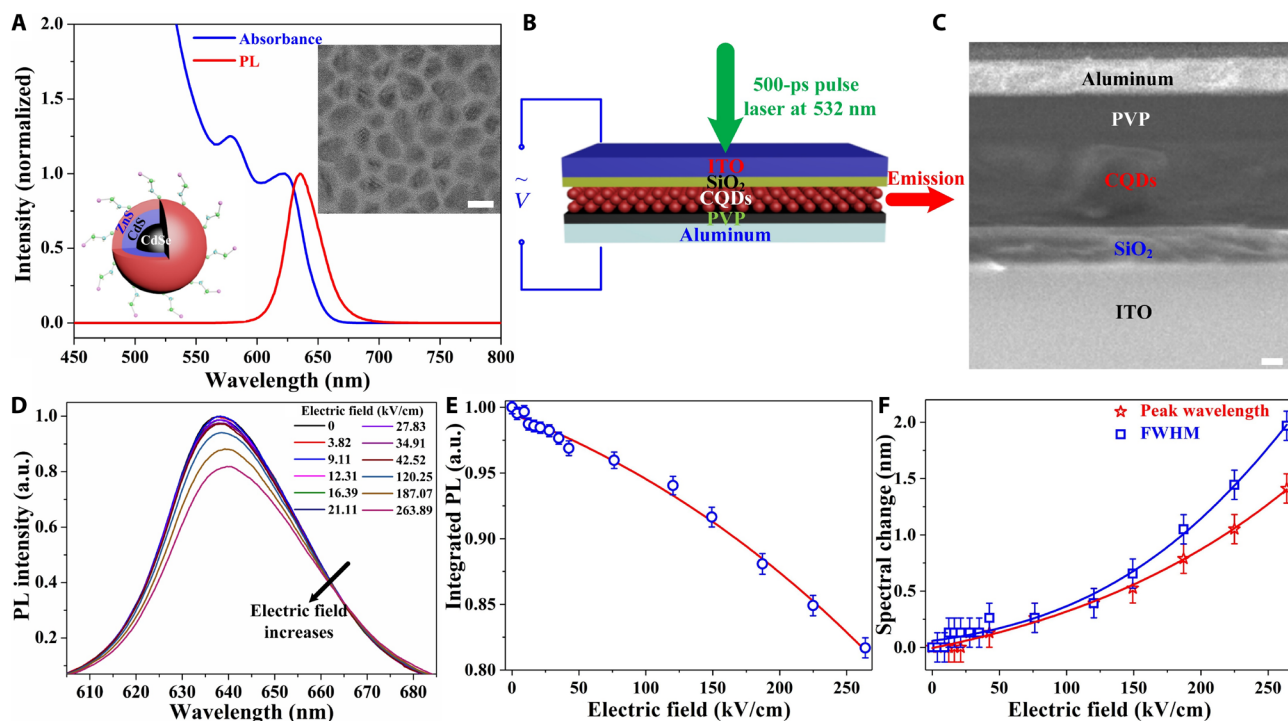 A
2.0
1.5
1.0
0.5
0.0
Intensity (normalized)
Absorbance
PL
ZnS
CdS
CdSe
450 500 550 600 650 700 750 800
Wavelength (nm)
B
500-ps pulse
laser at 532 nm
~
V
ITO
SiO₂
CQDs
PVP
Aluminum
Emission
C
Aluminum
PVP
CQDs
SiO₂
ITO
D
1.0
0.8
0.6
0.4
0.2
PL intensity (a.u.)
Electric field (kV/cm)
0 27.83
3.82 34.91
9.11 42.52
12.31 120.25
16.39 187.07
21.11 263.89
Electric field
increases
610 620 630 640 650 660 670 680
Wavelength (nm)
E
1.00
0.95
0.90
0.85
0.80
Integrated PL (a.u.)
0 50 100 150 200 250
Electric field (kV/cm)
F
2.0
1.5
1.0
0.5
0.0
Spectral change (nm)
Peak wavelength
FWHM
0 50 100 150 200 250
Electric field (kV/cm)